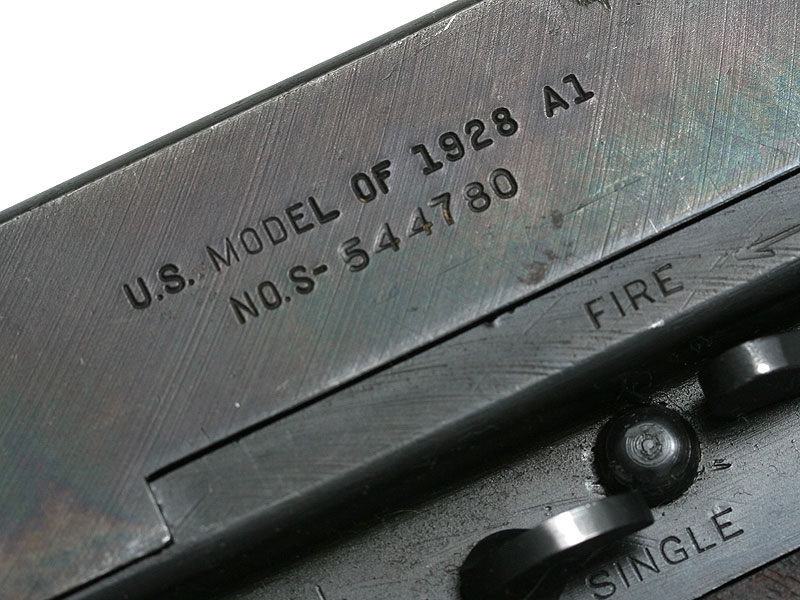 U.S. MODEL OF 1928 A1
NO.S-544780
FIRE
SINGLE